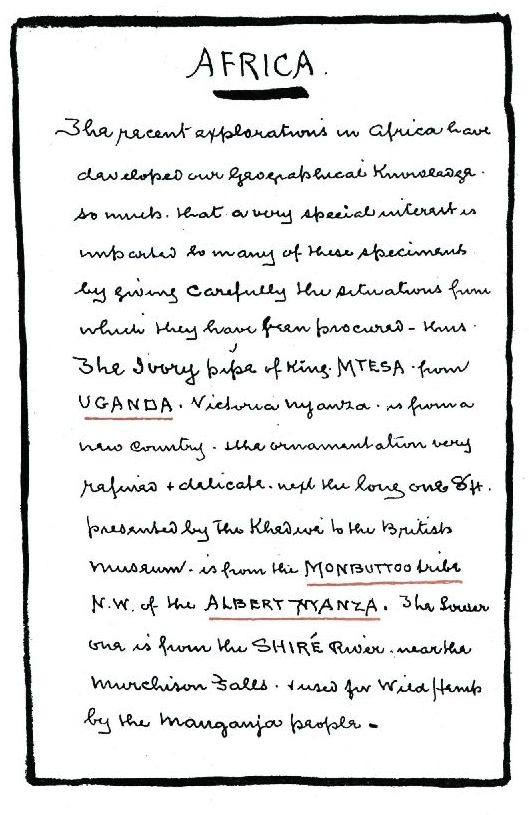 AFRICA.
The recent explorations in Africa have
developed our Geographical Knowledge.
so much. that a very special interest is
imparted to many of these specimens
by giving carefully the situations from
which they have been procured - thus.
The Ivory pipe of King. MTESA. from
UGANDA. Victoria Nyanza. is from a
new country. the ornamentation very
refined + delicate. next the long one 8 ft.
presented by The Khedive to the British
Museum. is from the MONBUTTOO tribe
N.W. of the ALBERT NYANZA. The Lower
one is from the SHIRÉ River. near the
Murchison Falls. + used for Wild Hemp
by the Manganja people -